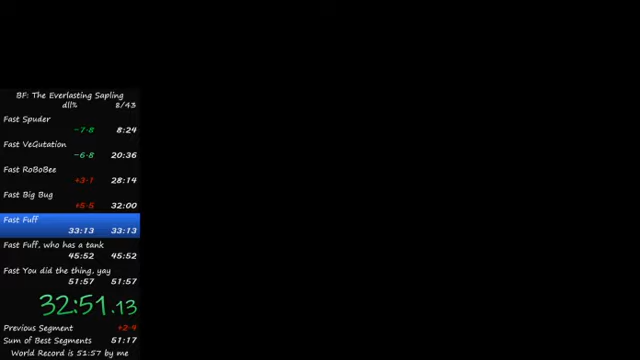 BF: The Everlasting Sapling
dll% 8/43
Fast Spuder
-7.8 8:24
Fast VeGutation
-6.8 20:36
Fast RoBoBee
+3.1 28:14
Fast Big Bug
+5.5 32:00
Fast Fuff
33:13 33:13
Fast Fuff, who has a tank
45:52 45:52
Fast You did the thing, yay
51:57 51:57
32:51.13
Previous Segment +2.4
Sum of Best Segments 51:17
World Record is 51:57 by me